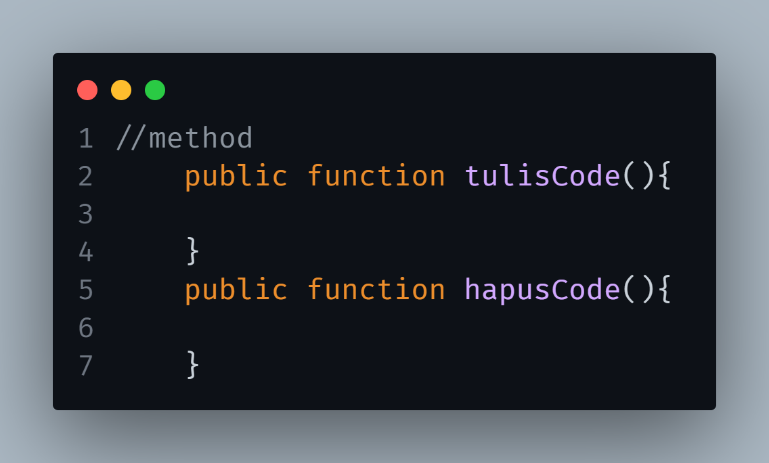 1 //method
2     public function tulisCode(){
3
4     }
5     public function hapusCode(){
6
7     }